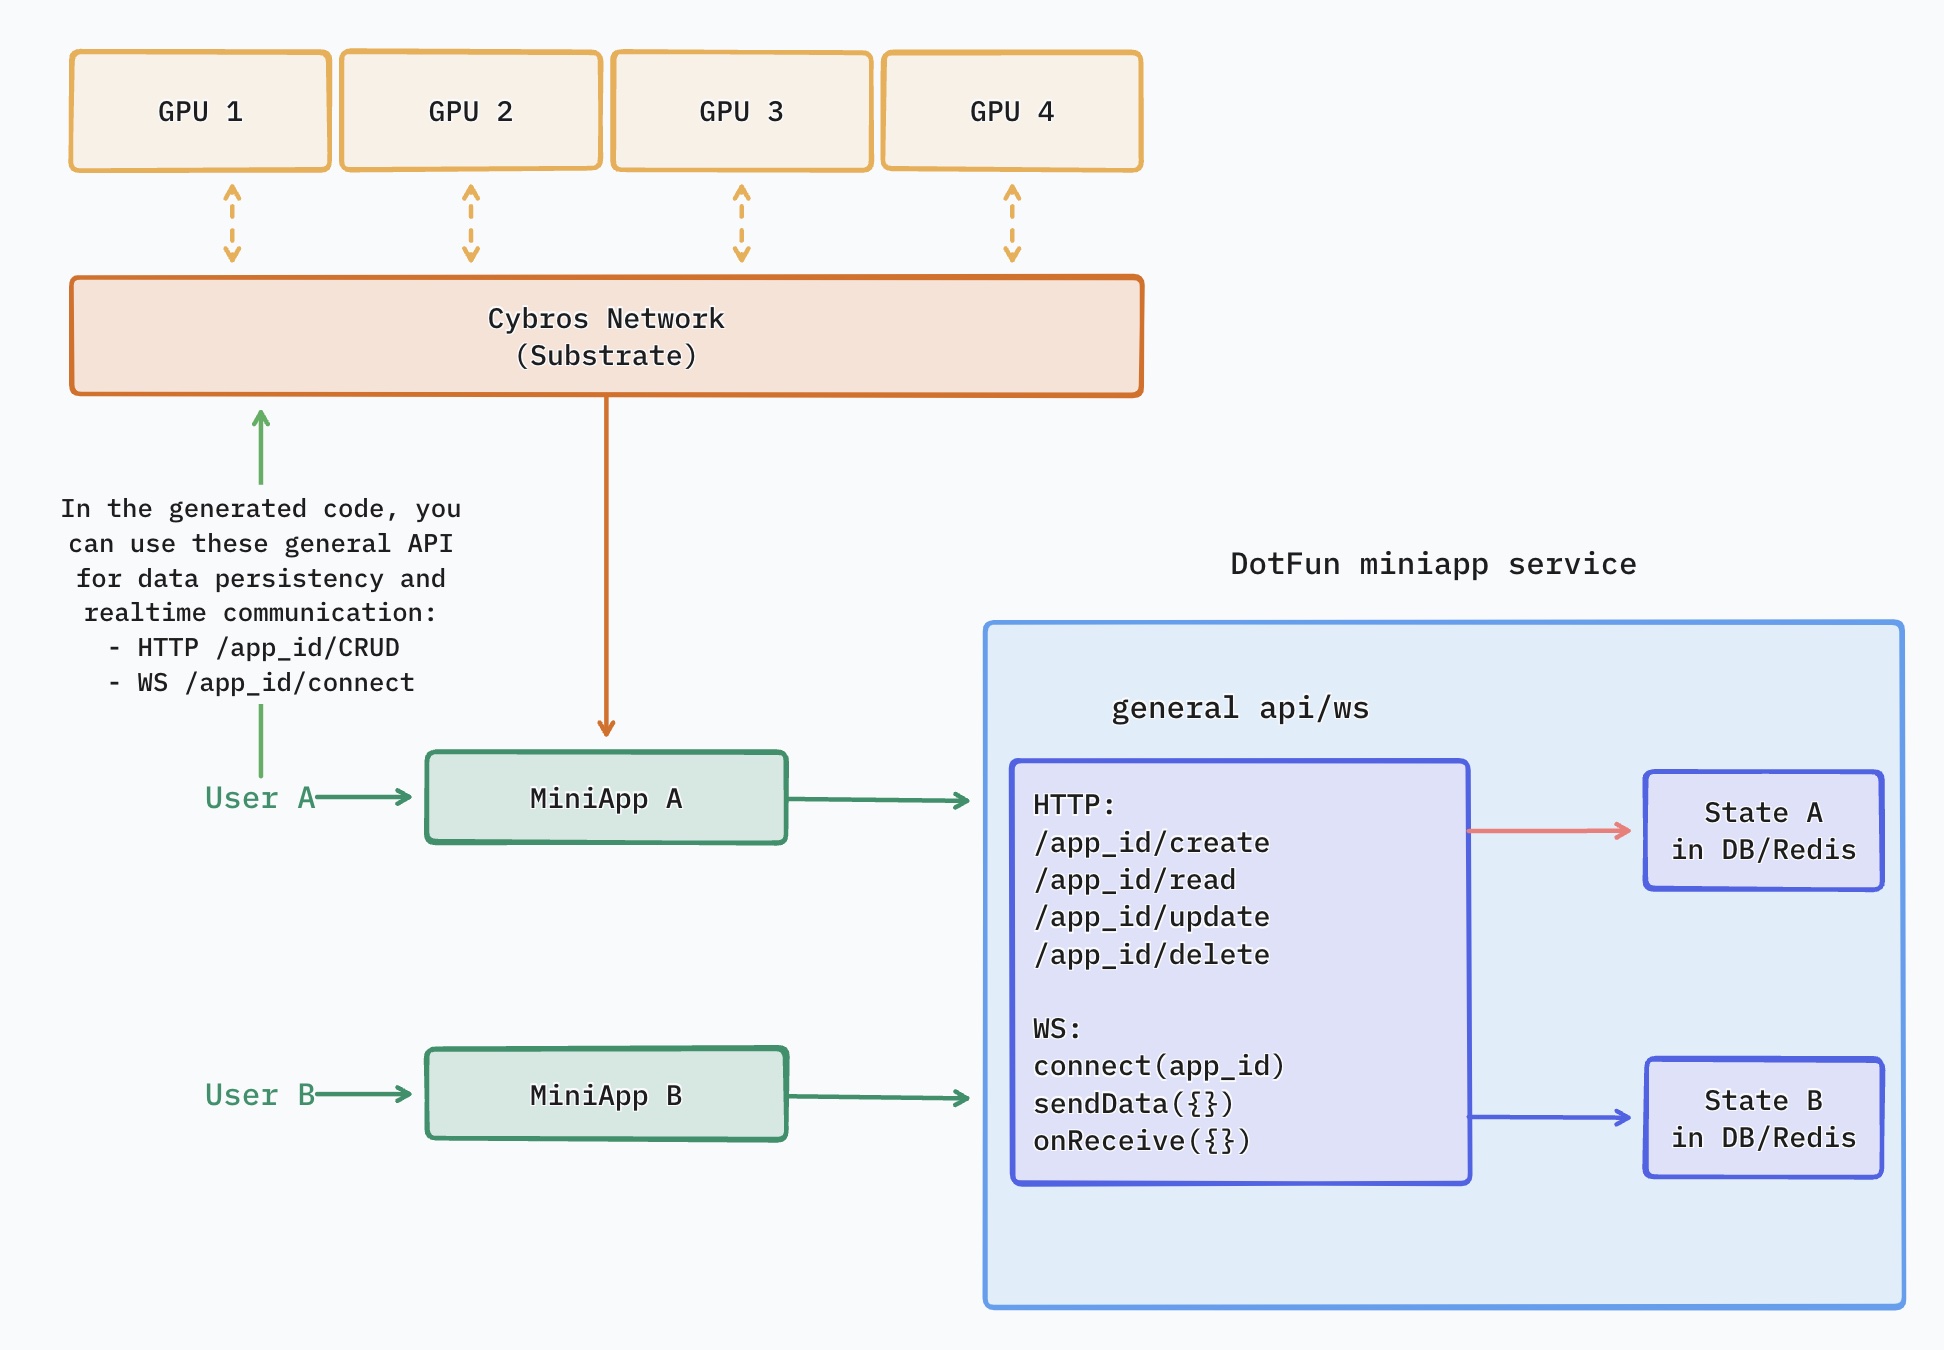 GPU 1
GPU 2
GPU 3
GPU 4
Cybros Network
(Substrate)
In the generated code, you
can use these general API
for data persistency and
realtime communication:
- HTTP /app_id/CRUD
- WS /app_id/connect
User A
MiniApp A
User B
MiniApp B
DotFun miniapp service
general api/ws
HTTP:
/app_id/create
/app_id/read
/app_id/update
/app_id/delete
WS:
connect(app_id)
sendData({})
onReceive({})
State A
in DB/Redis
State B
in DB/Redis